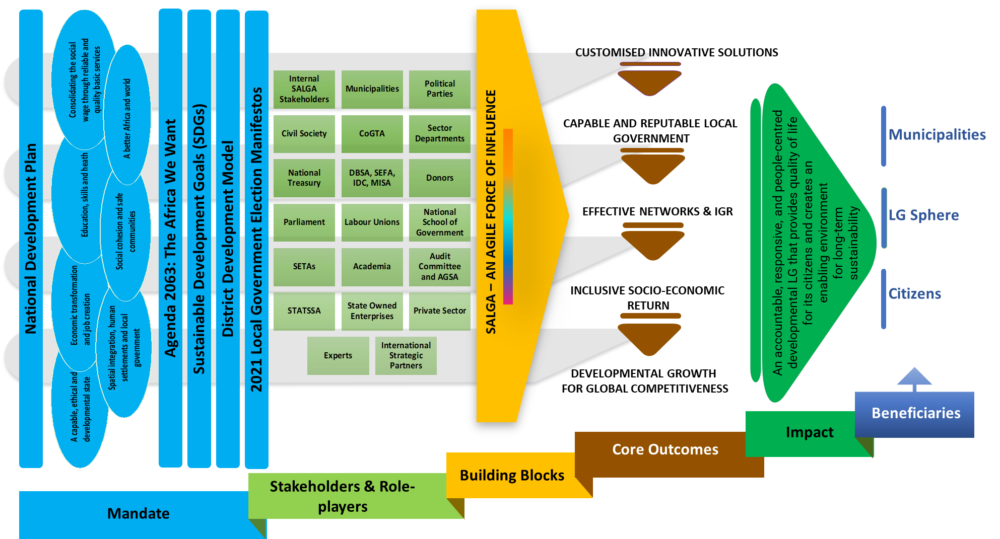 National Development Plan
Consolidating the social
wage through reliable and
quality basic services
A better Africa and world
Education, skills and heath
Social cohesion and safe
communities
Economic transformation
and job creation
Spatial integration, human
settlements and local
government
A capable, ethical and
developmental state
Agenda 2063: The Africa We Want
Sustainable Development Goals (SDGs)
District Development Model
2021 Local Government Election Manifestos
Internal
SALGA
Stakeholders
Municipalities
Political
Parties
Civil Society
CoGTA
Sector
Departments
National
Treasury
DBSA, SEFA,
IDC, MISA
Donors
Parliament
Labour Unions
National
School of
Government
SETAs
Academia
Audit
Committee
and AGSA
STATSSA
State Owned
Enterprises
Private Sector
Experts
International
Strategic
Partners
SALGA – AN AGILE FORCE OF INFLUENCE
CUSTOMISED INNOVATIVE SOLUTIONS
CAPABLE AND REPUTABLE LOCAL
GOVERNMENT
EFFECTIVE NETWORKS & IGR
INCLUSIVE SOCIO-ECONOMIC
RETURN
DEVELOPMENTAL GROWTH
FOR GLOBAL COMPETITIVENESS
An accountable, responsive, and people-centred
developmental LG that provides quality of life
for its citizens and creates an
enabling environment
for long-term
sustainability
Municipalities
LG Sphere
Citizens
Mandate
Stakeholders & Role-
players
Building Blocks
Core Outcomes
Impact
Beneficiaries